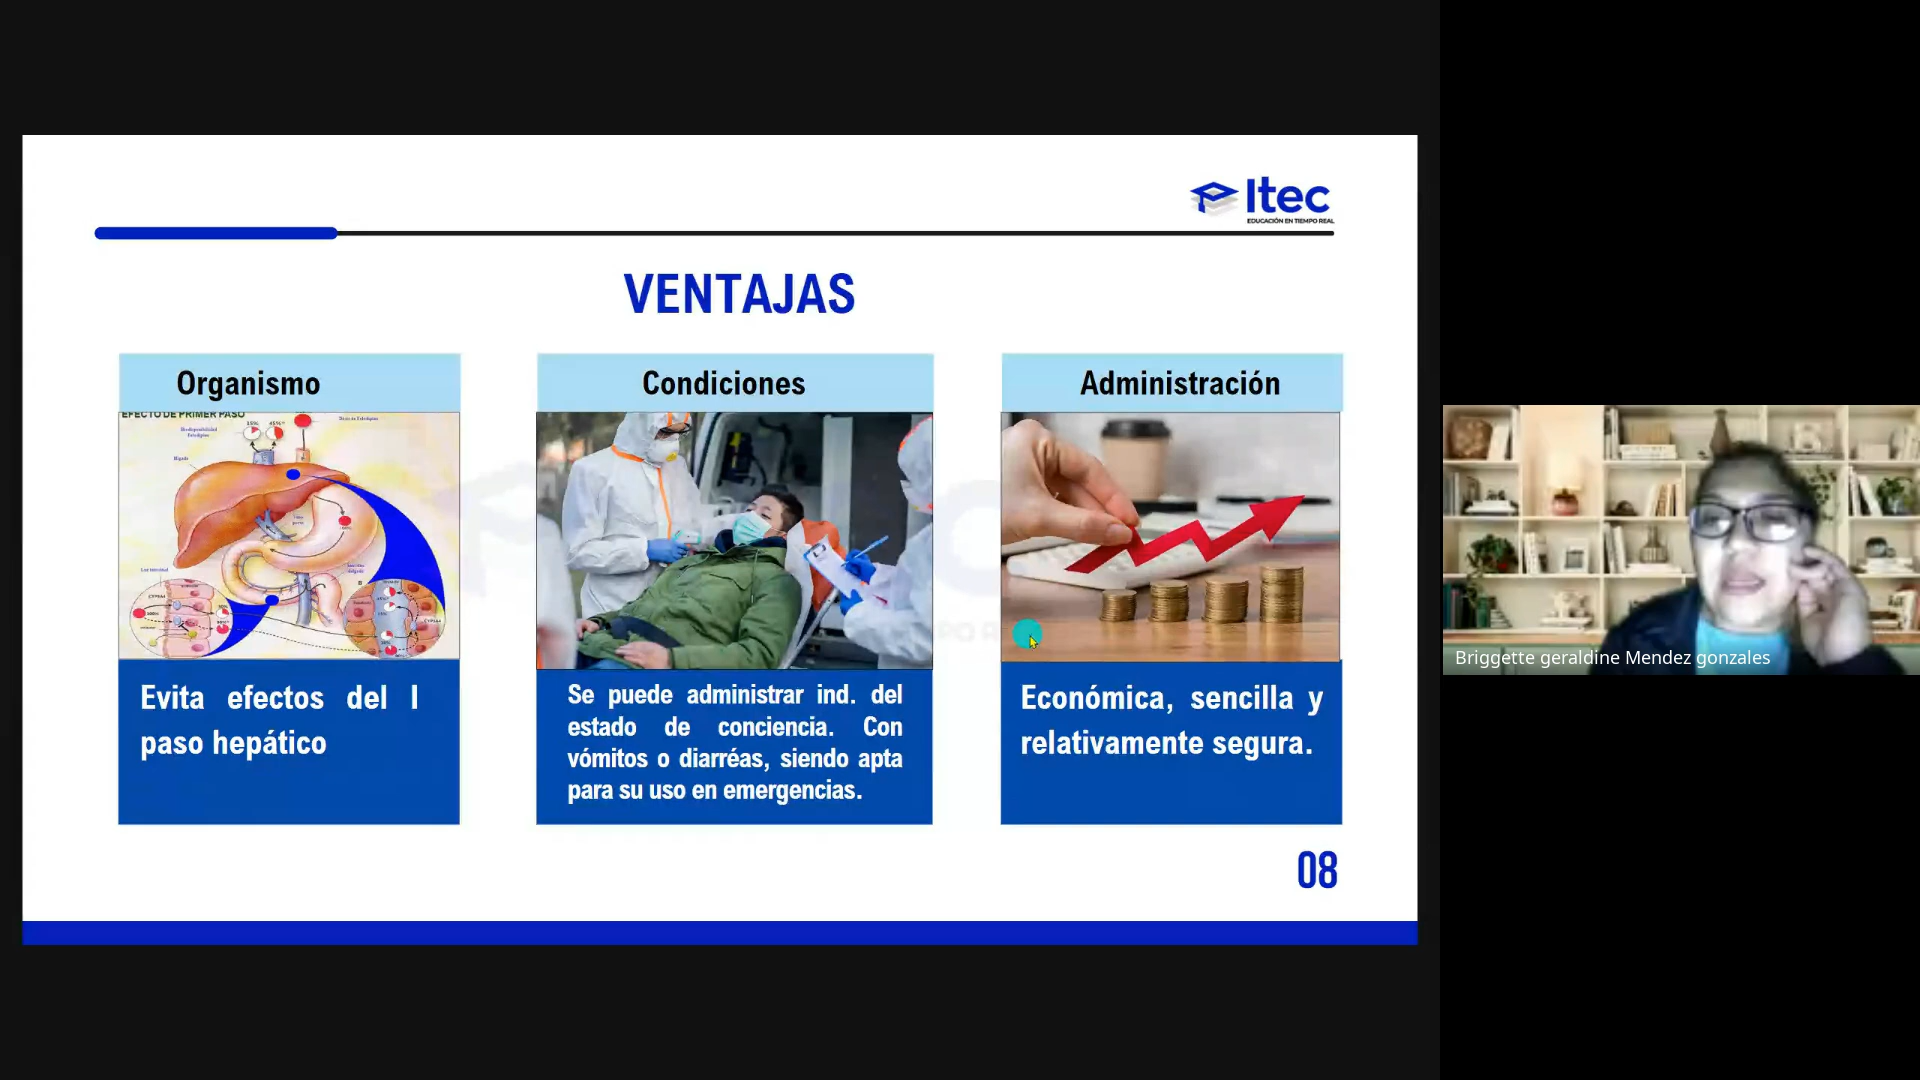 Itec
EDUCACIÓN EN TIEMPO REAL
VENTAJAS
Organismo
Condiciones
Administración
EFECTO DE PRIMER PASO
Evita efectos del I
paso hepático
Se puede administrar ind. del
estado de conciencia. Con
vómitos o diarréas, siendo apta
para su uso en emergencias.
Económica, sencilla y
relativamente segura.
08
Briggette geraldine Mendez gonzales